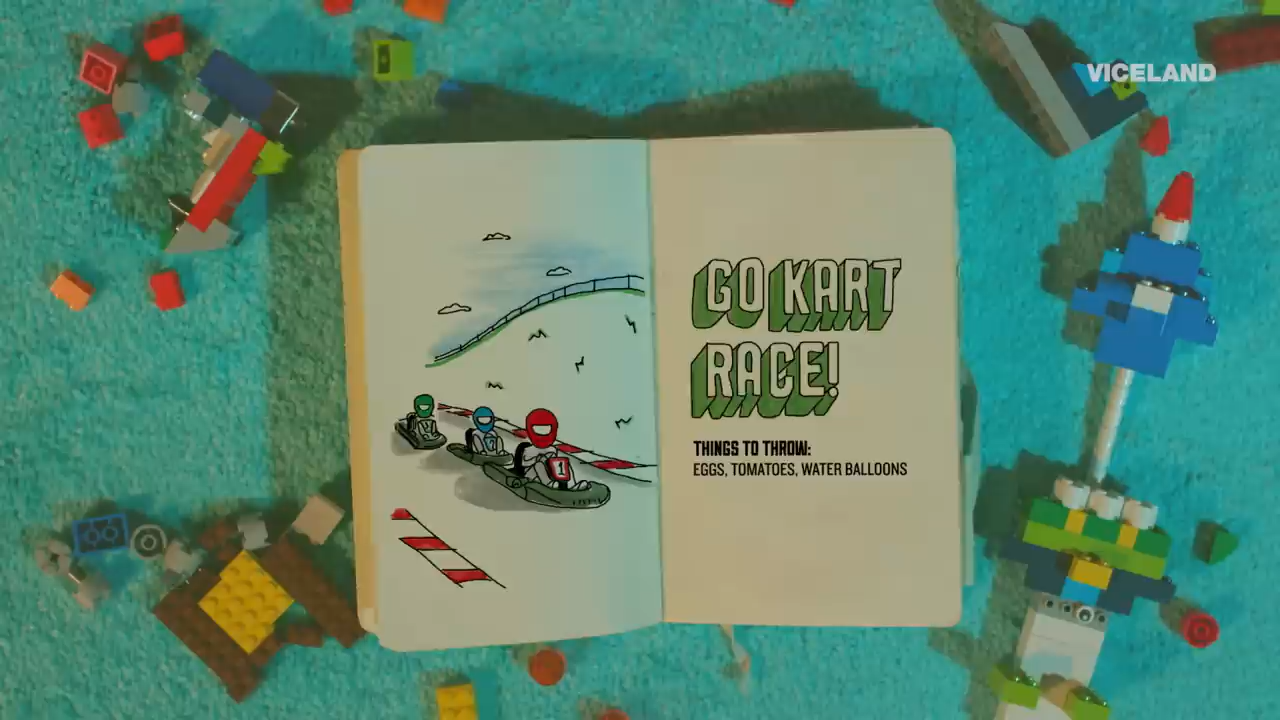 VICELAND
GO KART
RACE!
THINGS TO THROW:
EGGS, TOMATOES, WATER BALLOONS
1